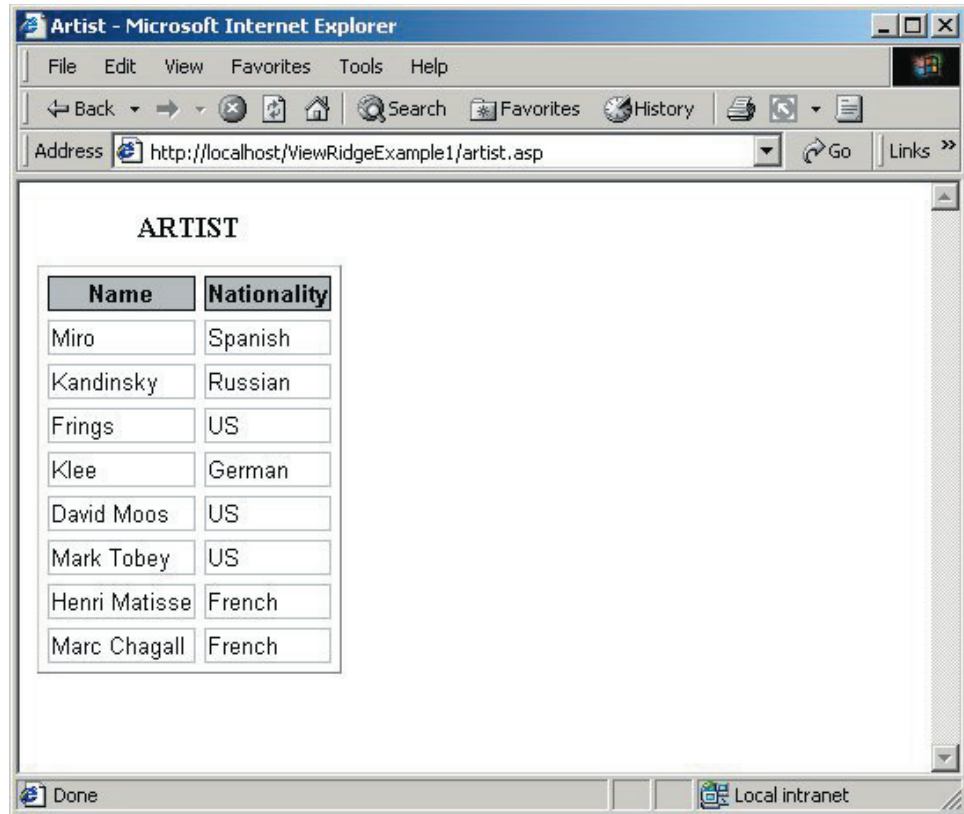 Artist - Microsoft Internet Explorer
File Edit View Favorites Tools Help
Back Search Favorites History
Address http://localhost/ViewRidgeExample1/artist.asp Go Links »
ARTIST
Name Nationality
Miro Spanish
Kandinsky Russian
Frings US
Klee German
David Moos US
Mark Tobey US
Henri Matisse French
Marc Chagall French
Done Local intranet